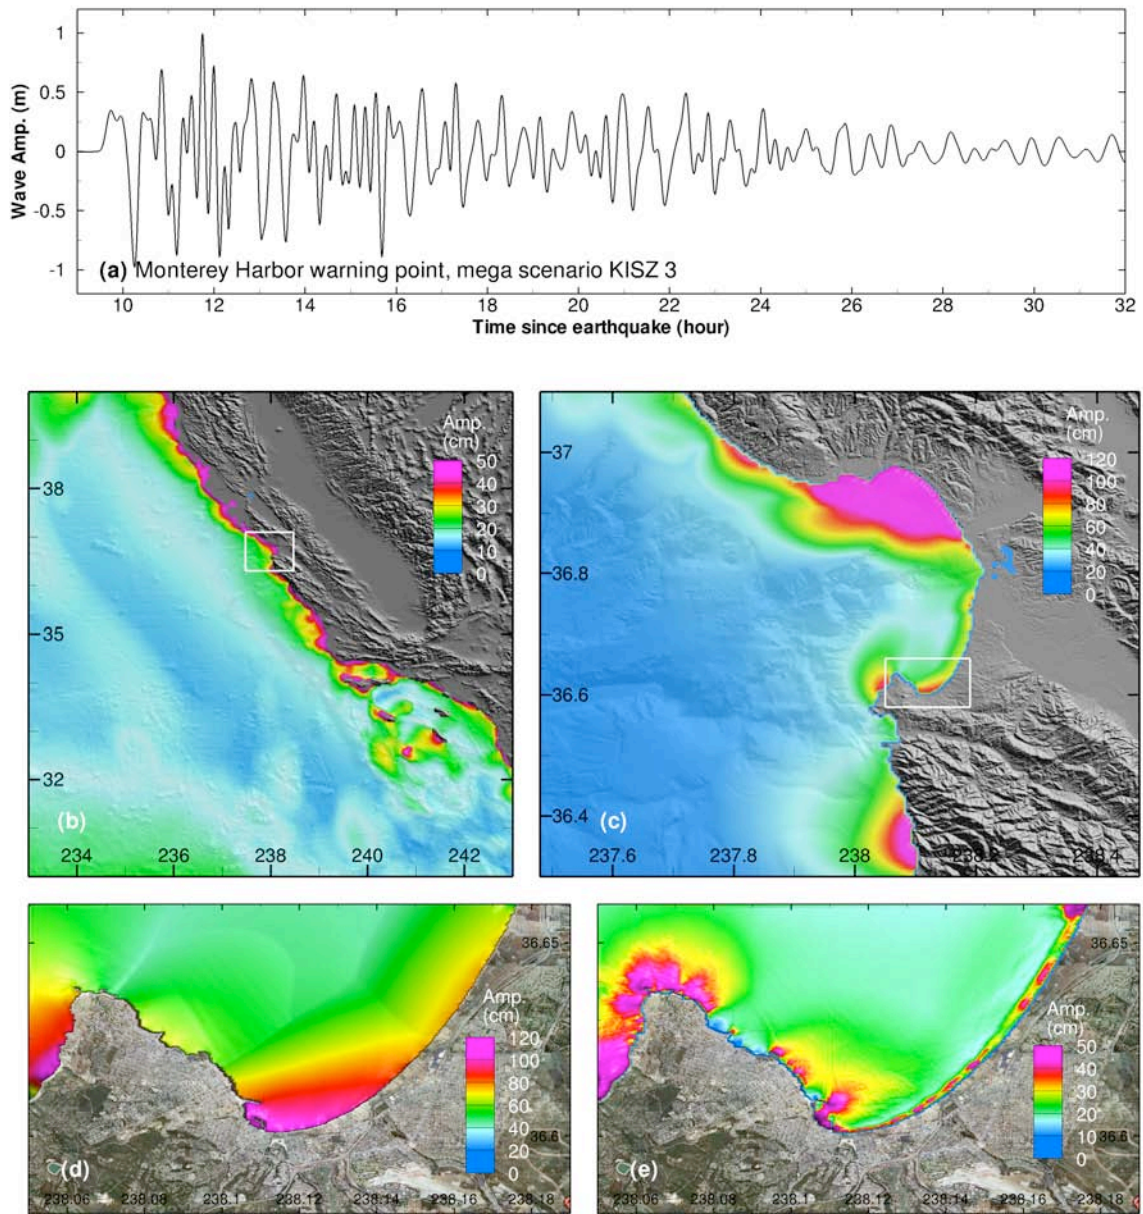 1
0.5
0
-0.5
-1
Wave Amp. (m)
(a) Monterey Harbor warning point, mega scenario KISZ 3
10 12 14 16 18 20 22 24 26 28 30 32
Time since earthquake (hour)
Amp.
(cm)
50
40
30
20
10
0
38
35
32
(b)
234 236 238 240 242
Amp.
(cm)
120
100
80
60
40
20
0
37
36.8
36.6
36.4
(c)
237.6 237.8 238 238.2 238.4
Amp.
(cm)
120
100
80
60
40
20
0
36.65
36.6
(d)
238.06 238.08 238.1 238.12 238.14 238.16 238.18
Amp.
(cm)
50
40
30
20
10
0
36.65
36.6
(e)
238.06 238.08 238.1 238.12 238.14 238.16 238.18